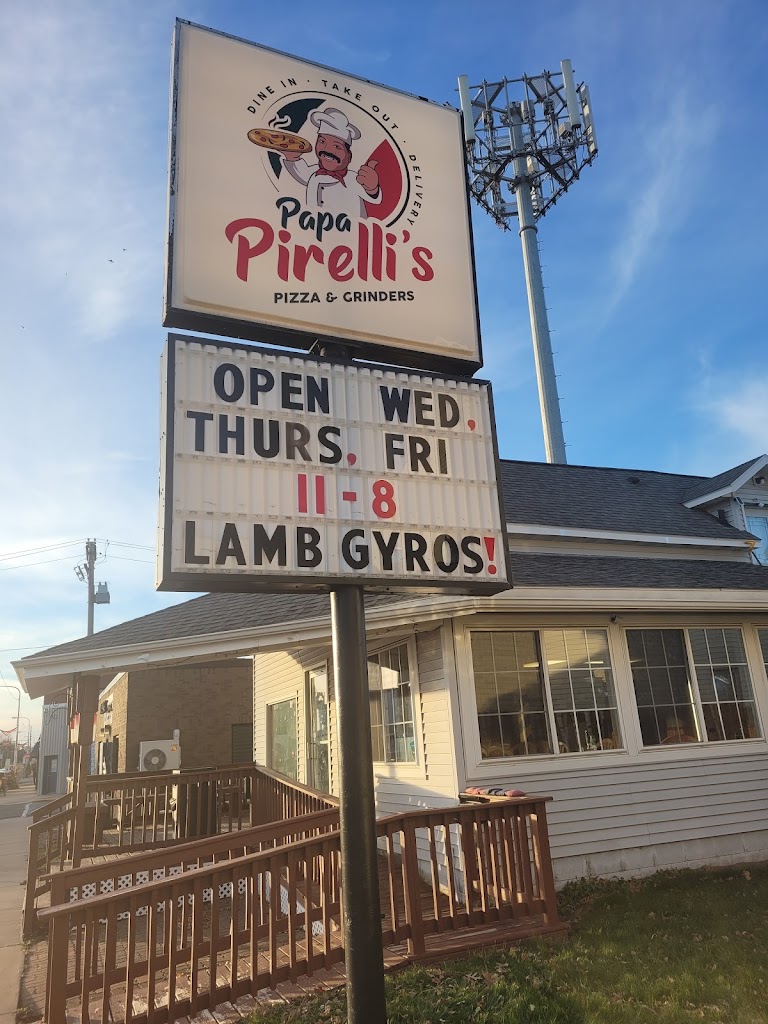 DINE IN · TAKE OUT · DELIVERY
Papa
Pirelli's
PIZZA & GRINDERS
OPEN WED,
THURS, FRI
11-8
LAMB GYROS!